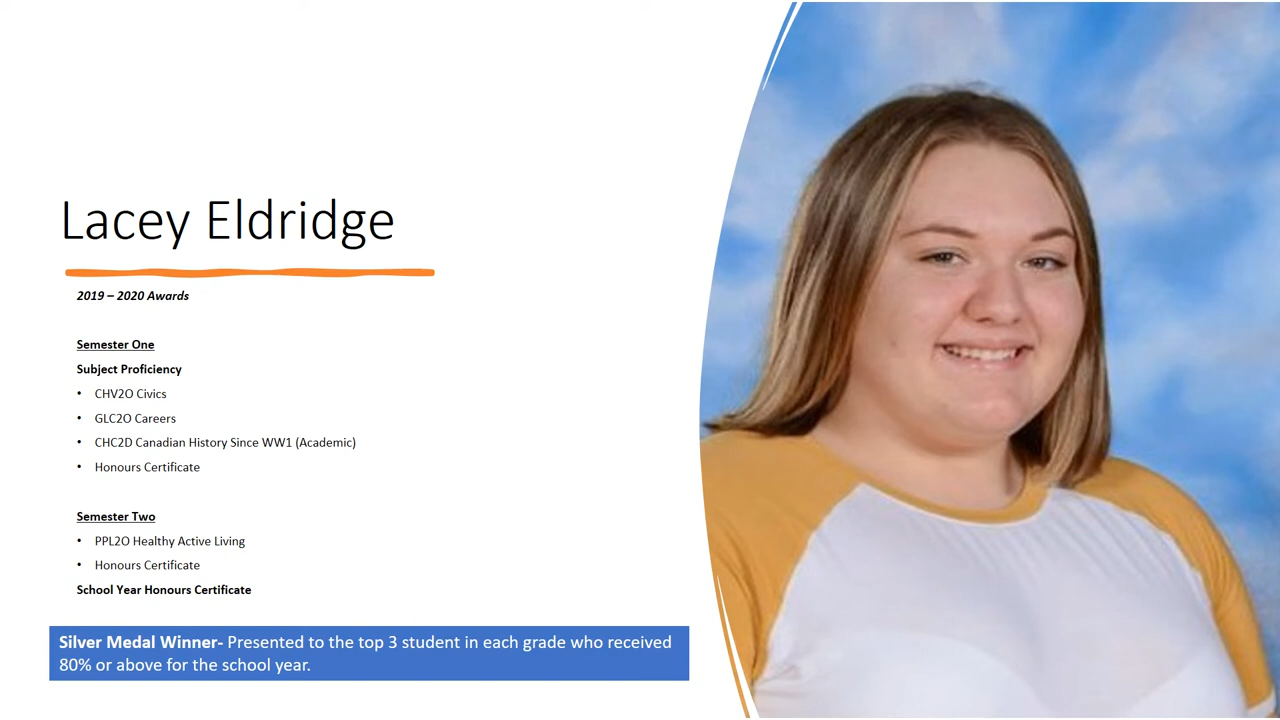 Lacey Eldridge
2019 – 2020 Awards
Semester One
Subject Proficiency
• CHV2O Civics
• GLC2O Careers
• CHC2D Canadian History Since WW1 (Academic)
• Honours Certificate
Semester Two
• PPL2O Healthy Active Living
• Honours Certificate
School Year Honours Certificate
Silver Medal Winner- Presented to the top 3 student in each grade who received
80% or above for the school year.